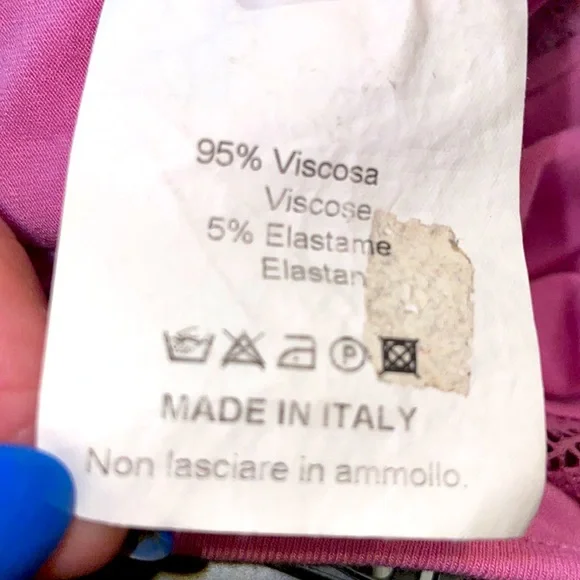 95% Viscosa
Viscose
5% Elastame
Elastan
P
MADE IN ITALY
Non lasciare in ammollo.